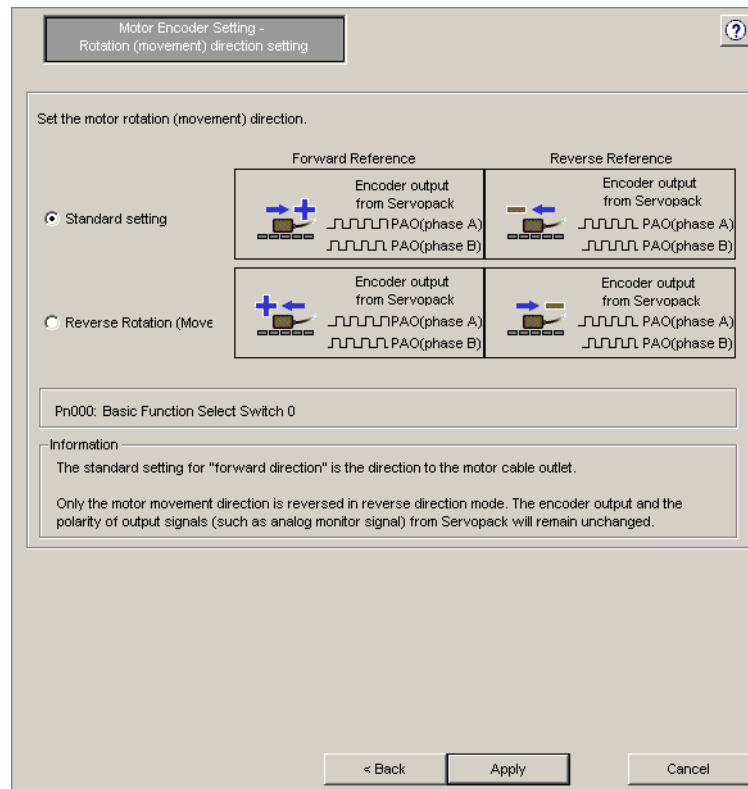 Motor Encoder Setting -
Rotation (movement) direction setting
Set the motor rotation (movement) direction.
Forward Reference
Reverse Reference
Standard setting
Encoder output
from Servopack
PAO(phase A)
PAO(phase B)
Encoder output
from Servopack
PAO(phase A)
PAO(phase B)
Reverse Rotation (Move
Encoder output
from Servopack
PAO(phase A)
PAO(phase B)
Encoder output
from Servopack
PAO(phase A)
PAO(phase B)
Pn000: Basic Function Select Switch 0
Information
The standard setting for "forward direction" is the direction to the motor cable outlet.
Only the motor movement direction is reversed in reverse direction mode. The encoder output and the
polarity of output signals (such as analog monitor signal) from Servopack will remain unchanged.
< Back
Apply
Cancel